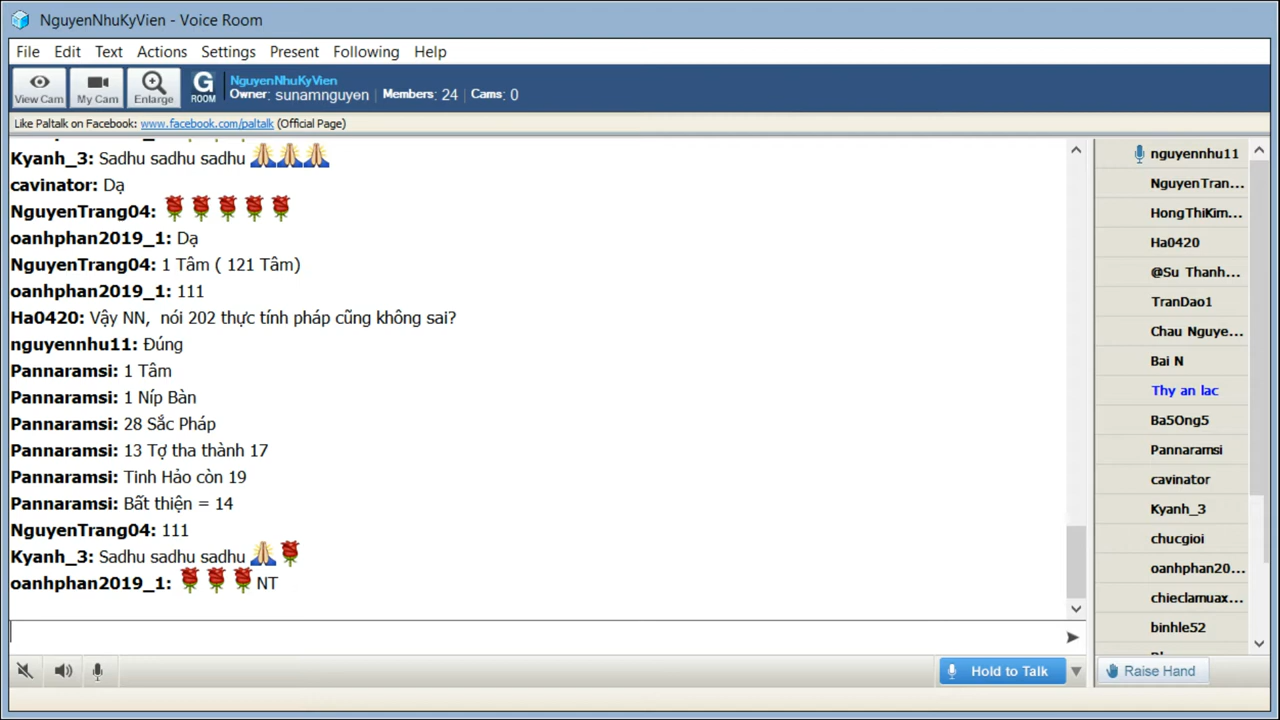 NguyenNhuKyVien - Voice Room
File Edit Text Actions Settings Present Following Help
View Cam
My Cam
Enlarge
G
ROOM
NguyenNhuKyVien
Owner: sunamnguyen | Members: 24 | Cams: 0
Like Paltalk on Facebook: www.facebook.com/paltalk (Official Page)
Kyanh_3: Sadhu sadhu sadhu 🙏🙏🙏
cavinator: Dạ
NguyenTrang04: 🌹🌹🌹🌹🌹
oanhphan2019_1: Dạ
NguyenTrang04: 1 Tâm ( 121 Tâm)
oanhphan2019_1: 111
Ha0420: Vậy NN, nói 202 thực tính pháp cũng không sai?
nguyennhu11: Đúng
Pannaramsi: 1 Tâm
Pannaramsi: 1 Níp Bàn
Pannaramsi: 28 Sắc Pháp
Pannaramsi: 13 Tợ tha thành 17
Pannaramsi: Tinh Hảo còn 19
Pannaramsi: Bất thiện = 14
NguyenTrang04: 111
Kyanh_3: Sadhu sadhu sadhu 🙏🌹
oanhphan2019_1: 🌹🌹🌹NT
nguyennhu11
NguyenTran...
HongThiKim...
Ha0420
@Su Thanh...
TranDao1
Chau Nguye...
Bai N
Thy an lac
Ba5Ong5
Pannaramsi
cavinator
Kyanh_3
chucgioi
oanhphan20...
chieclamuax...
binhle52
Hold to Talk
Raise Hand